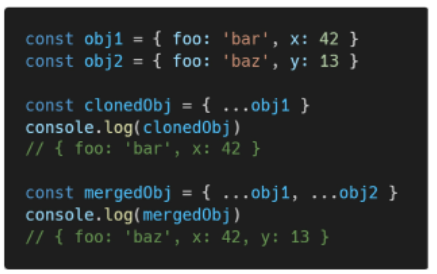 const obj1 = { foo: 'bar', x: 42 }
const obj2 = { foo: 'baz', y: 13 }
const clonedObj = { ...obj1 }
console.log(clonedObj)
// { foo: 'bar', x: 42 }
const mergedObj = { ...obj1, ...obj2 }
console.log(mergedObj)
// { foo: 'baz', x: 42, y: 13 }